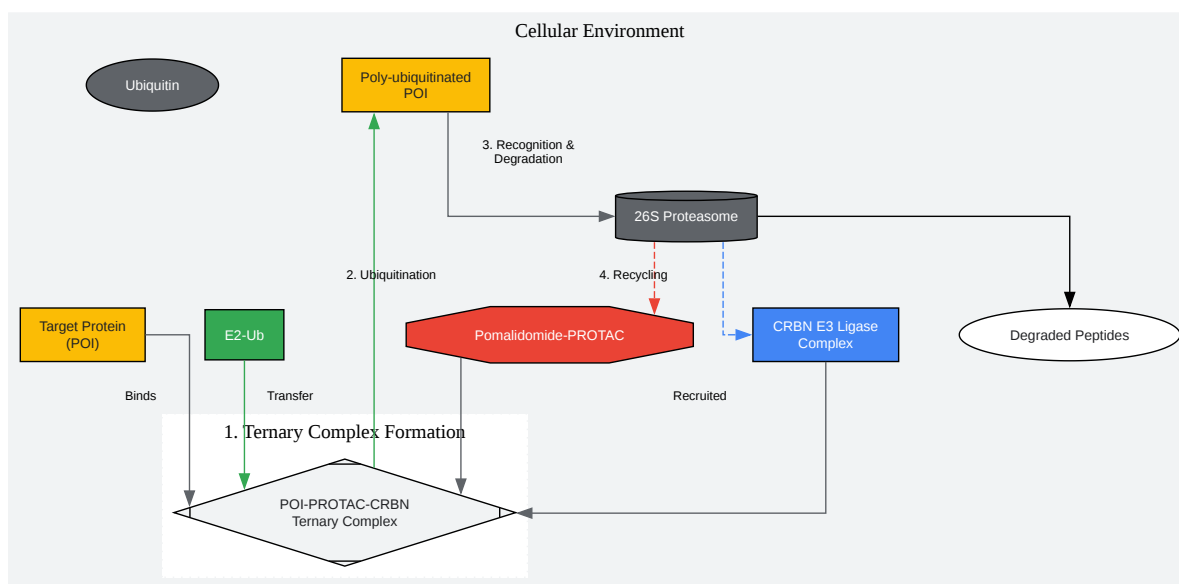 Cellular Environment
Ubiquitin
Poly-ubiquitinated
POI
3. Recognition &
Degradation
26S Proteasome
2. Ubiquitination
4. Recycling
Target Protein
(POI)
E2-Ub
Pomalidomide-PROTAC
CRBN E3 Ligase
Complex
Degraded Peptides
Binds
Transfer
Recruited
1. Ternary Complex Formation
POI-PROTAC-CRBN
Ternary Complex